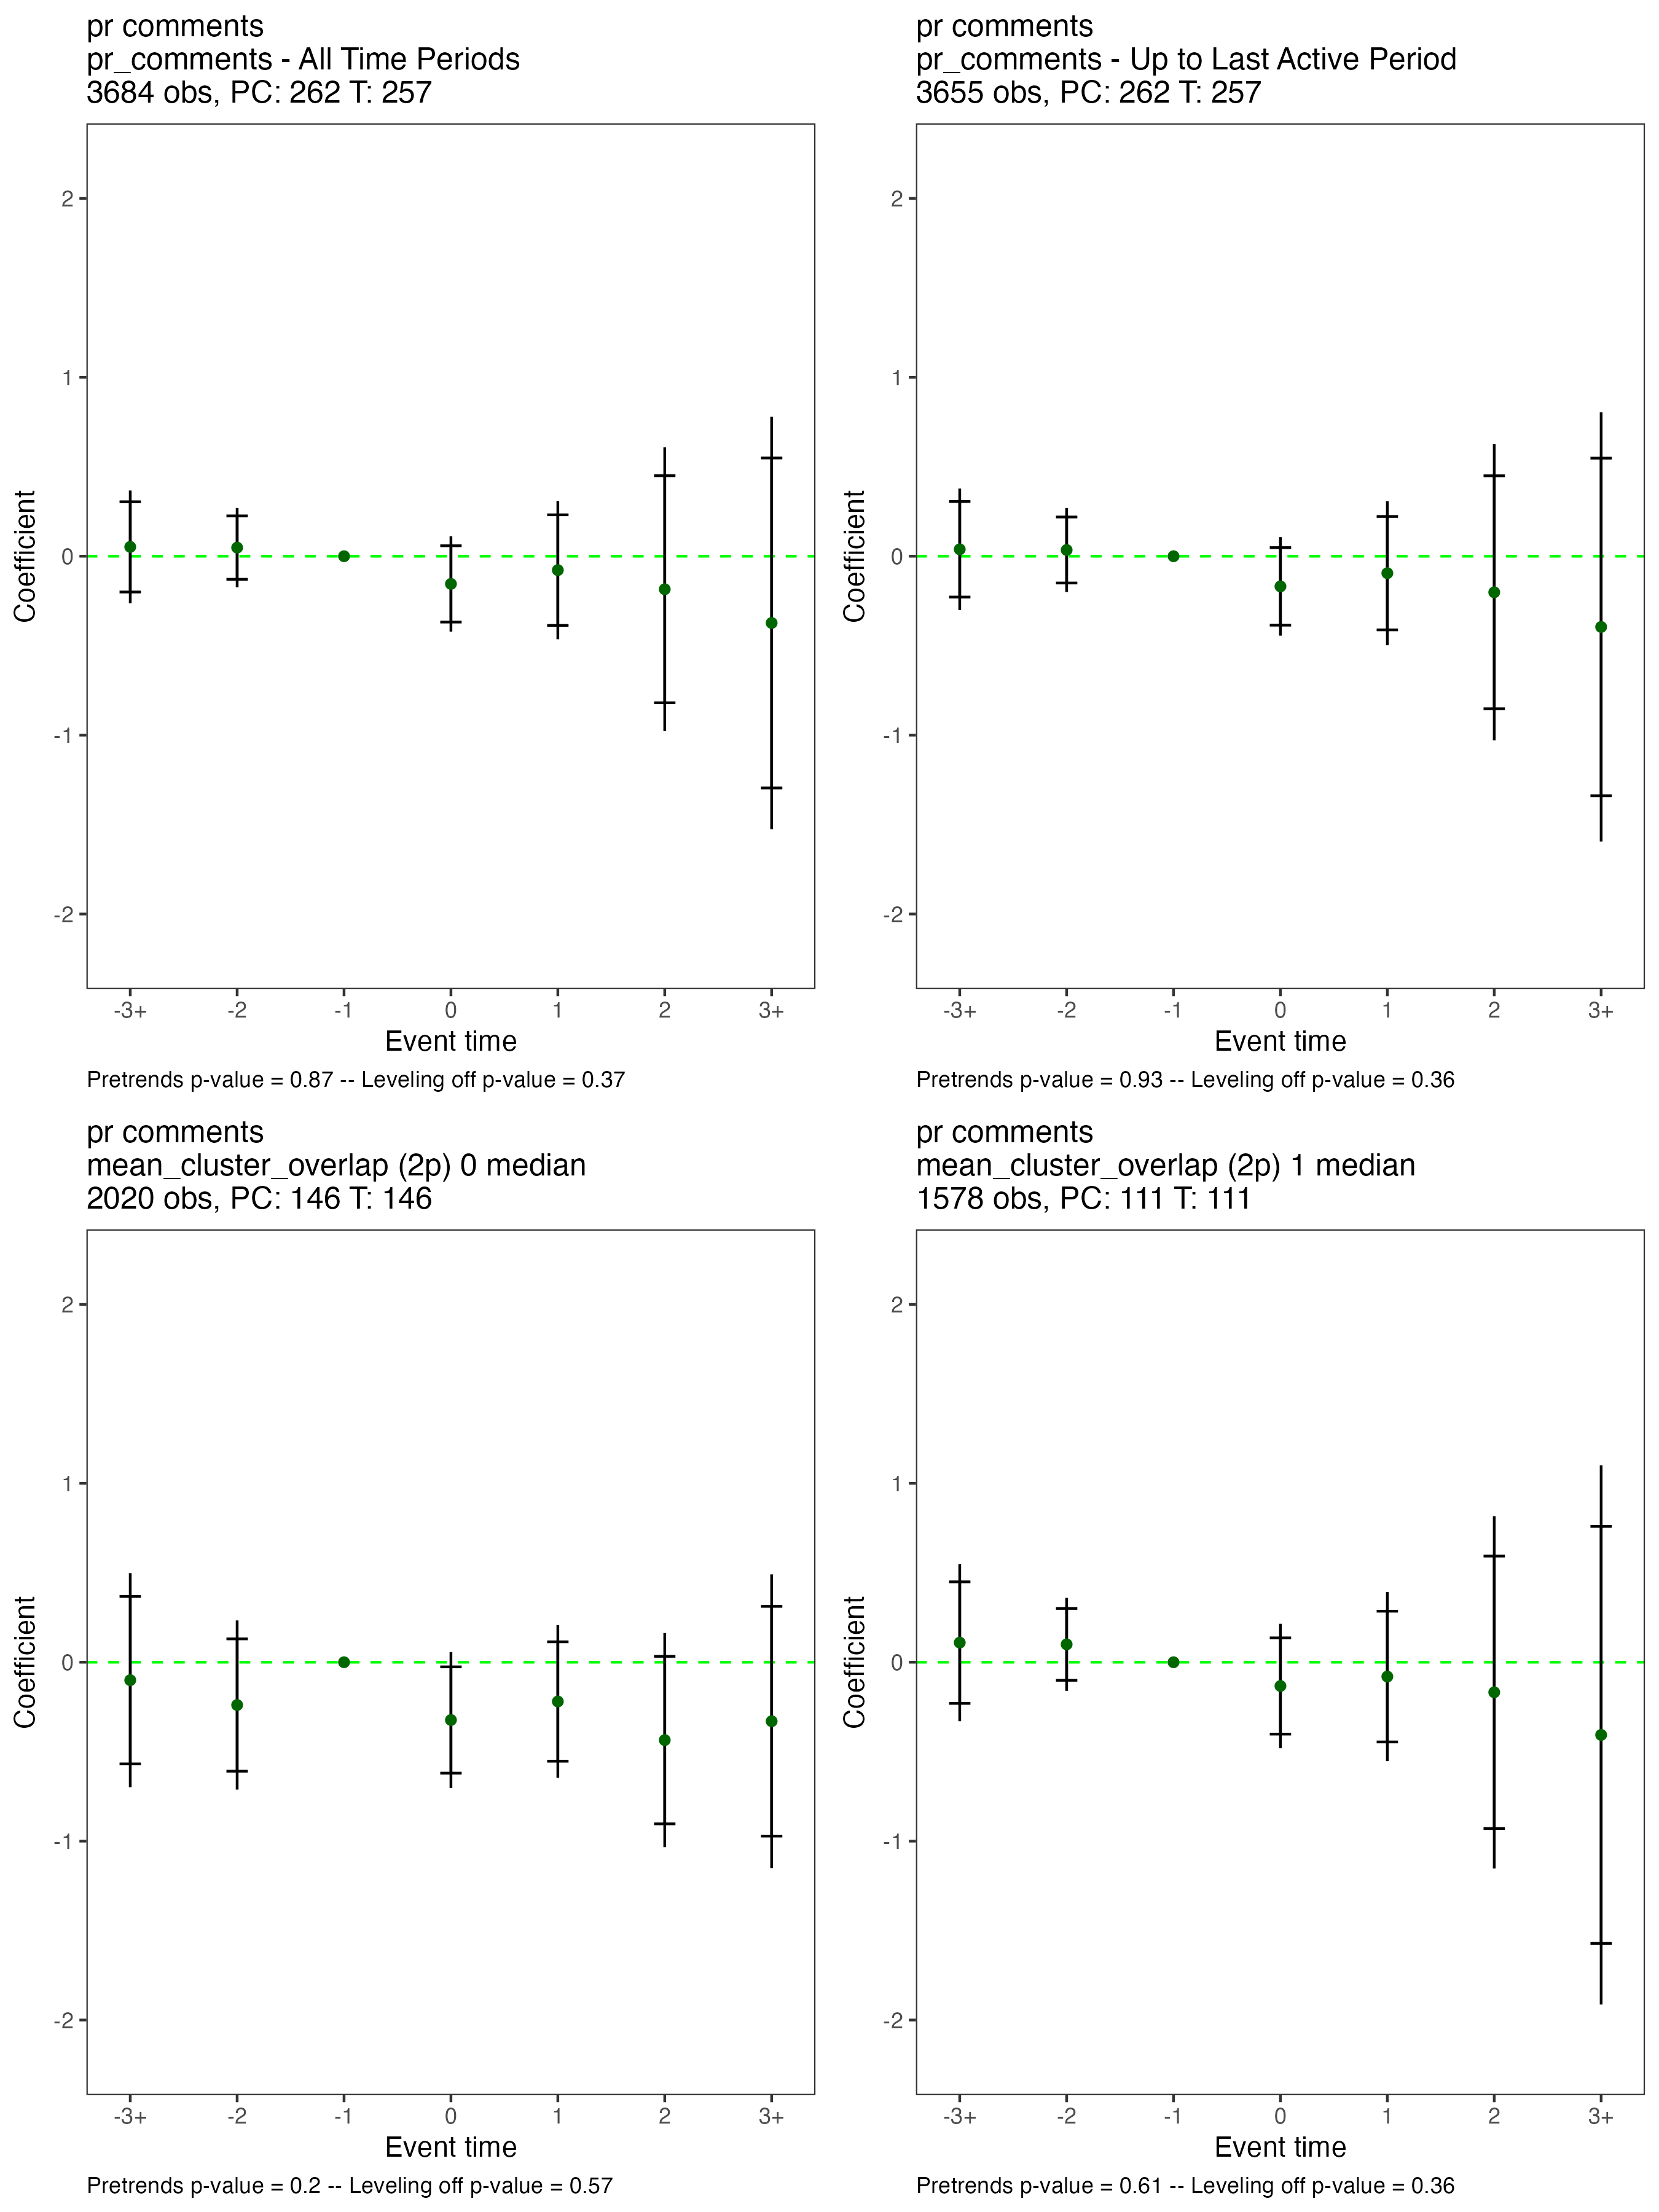 pr comments
pr_comments - All Time Periods
3684 obs, PC: 262 T: 257
2
1
0
-1
-2
Coefficient
-3+ -2 -1 0 1 2 3+
Event time
Pretrends p-value = 0.87 -- Leveling off p-value = 0.37
pr comments
pr_comments - Up to Last Active Period
3655 obs, PC: 262 T: 257
2
1
0
-1
-2
Coefficient
-3+ -2 -1 0 1 2 3+
Event time
Pretrends p-value = 0.93 -- Leveling off p-value = 0.36
pr comments
mean_cluster_overlap (2p) 0 median
2020 obs, PC: 146 T: 146
2
1
0
-1
-2
Coefficient
-3+ -2 -1 0 1 2 3+
Event time
Pretrends p-value = 0.2 -- Leveling off p-value = 0.57
pr comments
mean_cluster_overlap (2p) 1 median
1578 obs, PC: 111 T: 111
2
1
0
-1
-2
Coefficient
-3+ -2 -1 0 1 2 3+
Event time
Pretrends p-value = 0.61 -- Leveling off p-value = 0.36